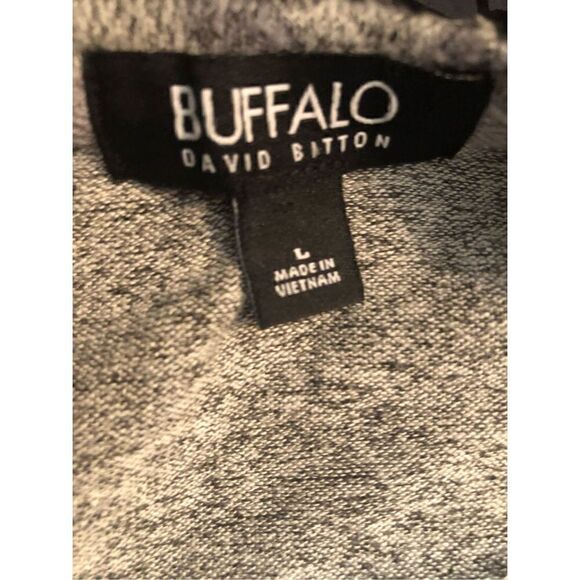 BUFFALO
DAVID BITTON
L
MADE IN
VIETNAM